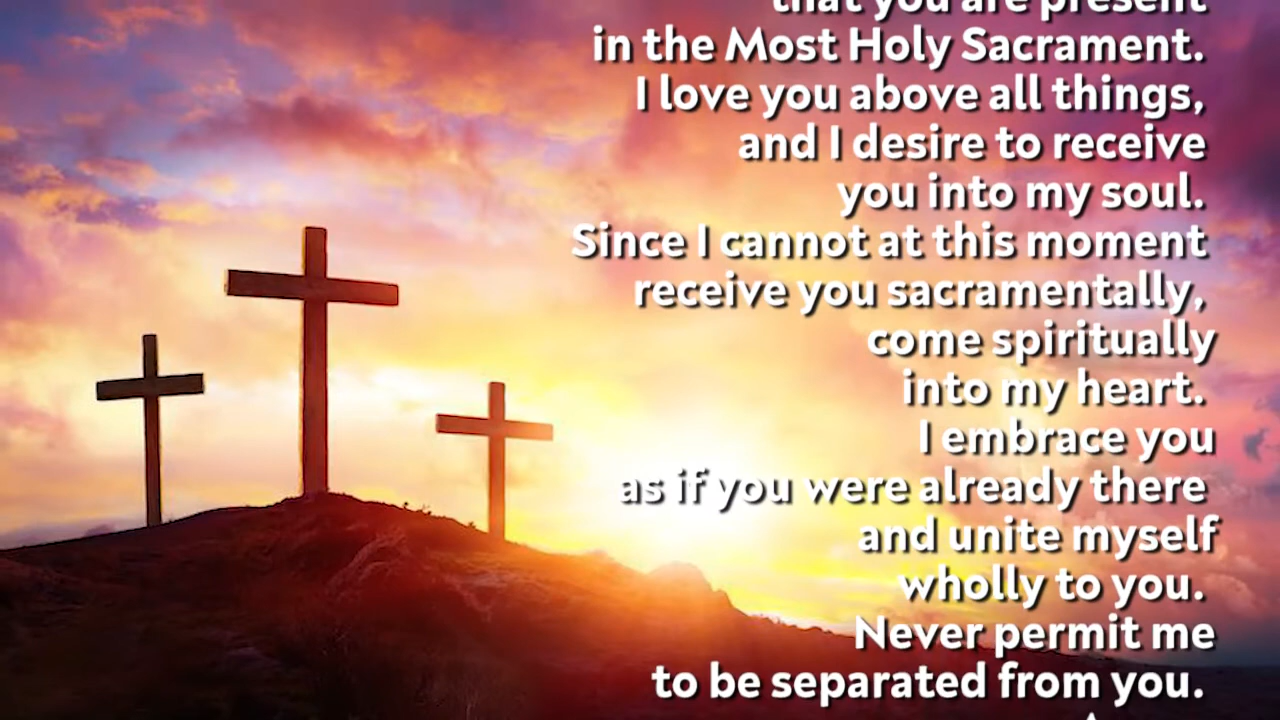 that you are present
in the Most Holy Sacrament.
I love you above all things,
and I desire to receive
you into my soul.
Since I cannot at this moment
receive you sacramentally,
come spiritually
into my heart.
I embrace you
as if you were already there
and unite myself
wholly to you.
Never permit me
to be separated from you.